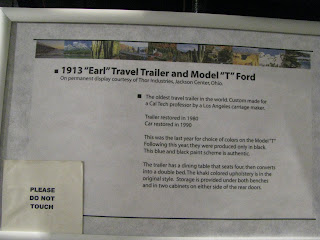 1913 "Earl" Travel Trailer and Model "T" Ford
On permanent display courtesy of Thor Industries, Jackson Center, Ohio
The oldest travel trailer in the world. Custom made for
a Cal Tech professor by a Los Angeles carriage maker.
Trailer restored in 1980
Car restored in 1990
This was the last year for choice of colors on the Model "T"
Following this year, they were produced only in black.
This blue and black paint scheme is authentic.
The trailer has a dining table that seats four, then converts
into a double bed. The khaki colored upholstery is in the
original style. Storage is provided under both benches
and in two cabinets on either side of the rear door.
PLEASE
DO NOT
TOUCH